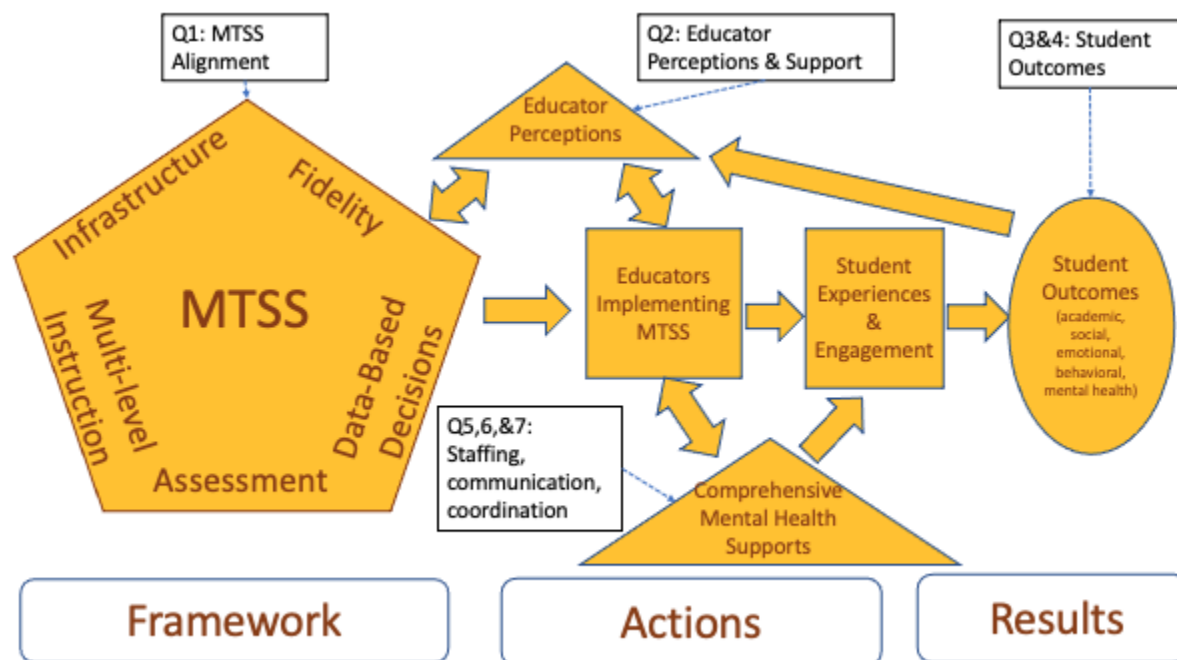 Q1: MTSS
Alignment
Q2: Educator
Perceptions & Support
Q3&4: Student
Outcomes
Educator
Perceptions
Infrastructure
Fidelity
MTSS
Multi-level
Instruction
Data-Based
Decisions
Assessment
Educators
Implementing
MTSS
Student
Experiences
&
Engagement
Student
Outcomes
(academic,
social,
emotional,
behavioral,
mental health)
Q5,6,&7:
Staffing,
communication,
coordination
Comprehensive
Mental Health
Supports
Framework
Actions
Results